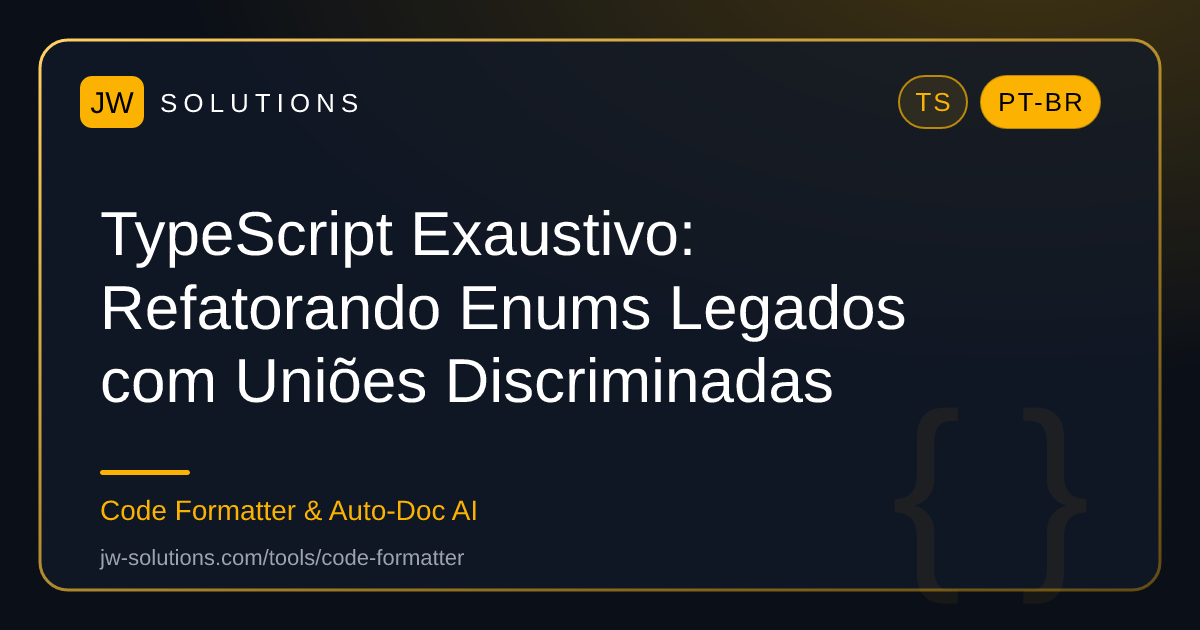 JW SOLUTIONS
TS PT-BR
TypeScript Exaustivo:
Refatorando Enums Legados
com Uniões Discriminadas
Code Formatter & Auto-Doc AI
jw-solutions.com/tools/code-formatter
{ }